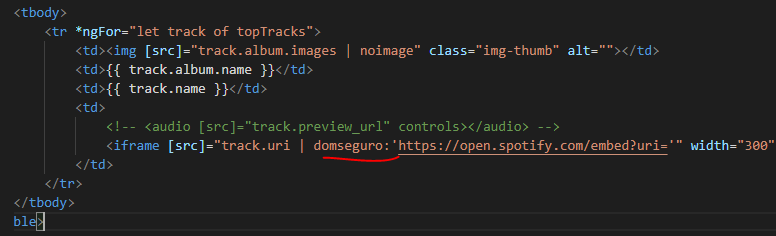 <tbody>
<tr *ngFor="let track of topTracks">
<td><img [src]="track.album.images | noimage" class="img-thumb" alt=""></td>
<td>{{ track.album.name }}</td>
<td>{{ track.name }}</td>
<td>
<!-- <audio [src]="track.preview_url" controls></audio> -->
<iframe [src]="track.uri | domseguro:'https://open.spotify.com/embed?uri='" width="300"
</td>
</tr>
</tbody>
ble>